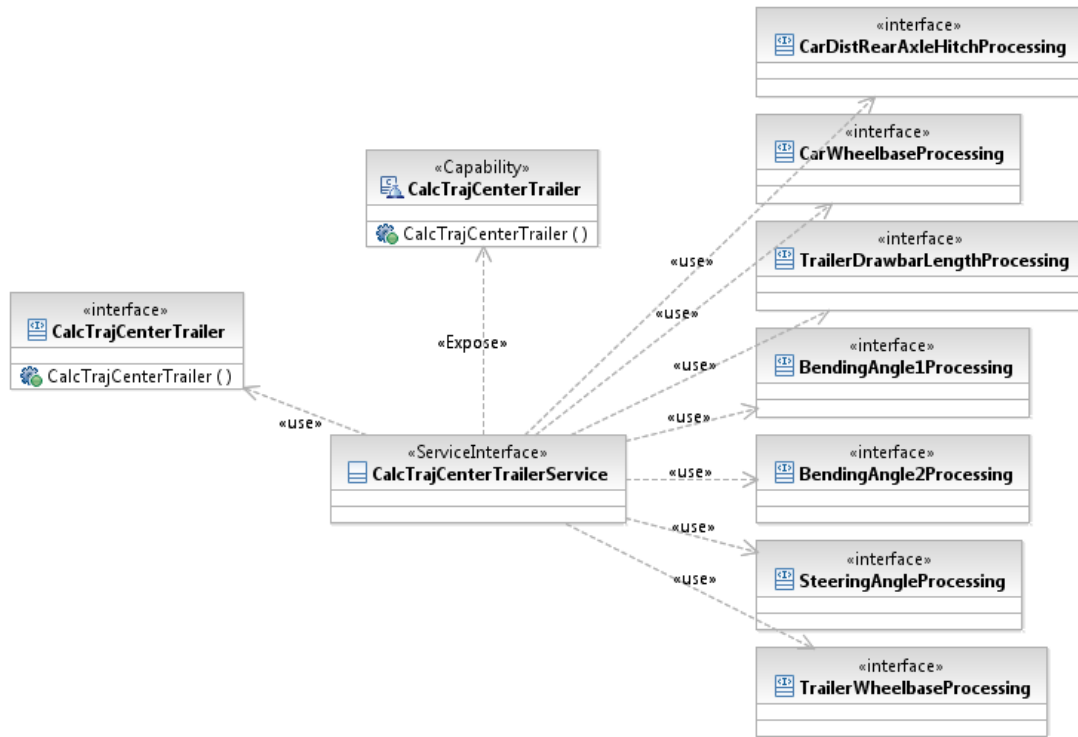 «interface»
CarDistRearAxleHitchProcessing
«interface»
CarWheelbaseProcessing
«Capability»
CalcTrajCenterTrailer
CalcTrajCenterTrailer ( )
«interface»
TrailerDrawbarLengthProcessing
«use»
«interface»
CalcTrajCenterTrailer
CalcTrajCenterTrailer ( )
«use»
«Expose»
«interface»
BendingAngle1Processing
«use»
«use»
«use»
«ServiceInterface»
CalcTrajCenterTrailerService
«interface»
BendingAngle2Processing
«use»
«use»
«interface»
SteeringAngleProcessing
«use»
«interface»
TrailerWheelbaseProcessing